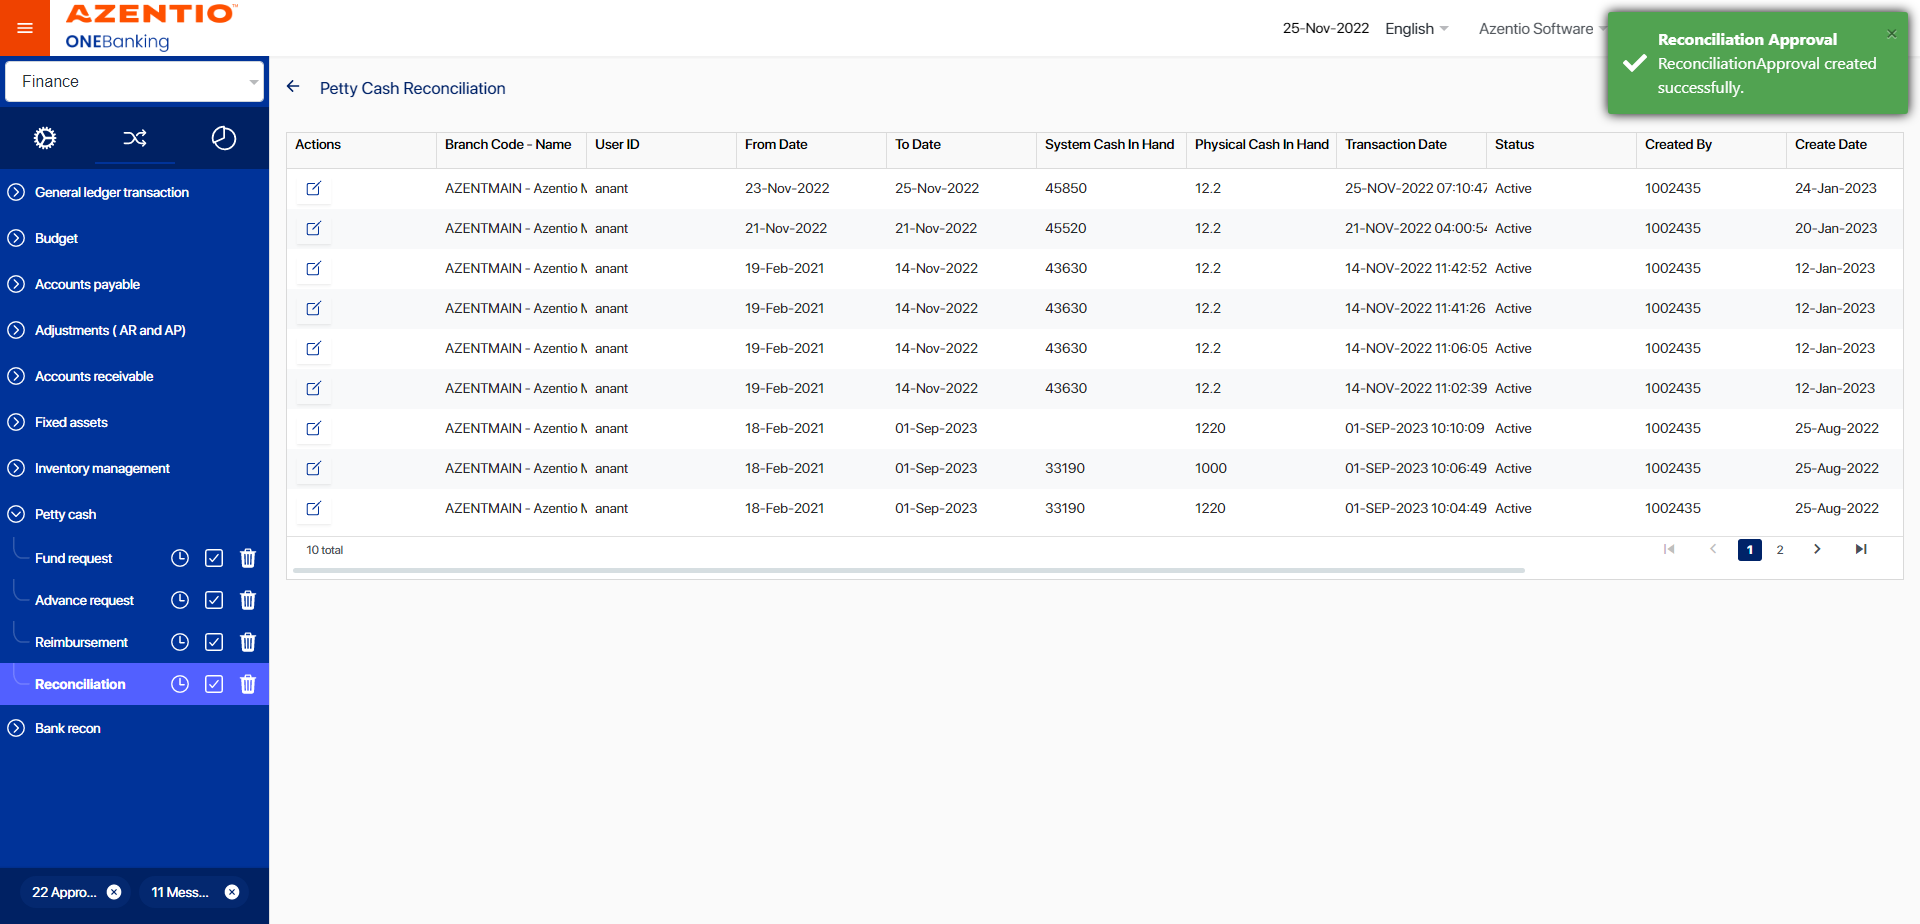 AZENTIO™
ONEBanking
25-Nov-2022
English
Azentio Software
Reconciliation Approval
ReconciliationApproval created
successfully.
Finance
Petty Cash Reconciliation
Actions Branch Code - Name User ID From Date To Date System Cash In Hand Physical Cash In Hand Transaction Date Status Created By Create Date
AZENTMAIN - Azentio M anant 23-Nov-2022 25-Nov-2022 45850 12.2 25-NOV-2022 07:10:47 Active 1002435 24-Jan-2023
AZENTMAIN - Azentio M anant 21-Nov-2022 21-Nov-2022 45520 12.2 21-NOV-2022 04:00:54 Active 1002435 20-Jan-2023
AZENTMAIN - Azentio M anant 19-Feb-2021 14-Nov-2022 43630 12.2 14-NOV-2022 11:42:52 Active 1002435 12-Jan-2023
AZENTMAIN - Azentio M anant 19-Feb-2021 14-Nov-2022 43630 12.2 14-NOV-2022 11:41:26 Active 1002435 12-Jan-2023
AZENTMAIN - Azentio M anant 19-Feb-2021 14-Nov-2022 43630 12.2 14-NOV-2022 11:06:05 Active 1002435 12-Jan-2023
AZENTMAIN - Azentio M anant 19-Feb-2021 14-Nov-2022 43630 12.2 14-NOV-2022 11:02:39 Active 1002435 12-Jan-2023
AZENTMAIN - Azentio M anant 18-Feb-2021 01-Sep-2023 1220 01-SEP-2023 10:10:09 Active 1002435 25-Aug-2022
AZENTMAIN - Azentio M anant 18-Feb-2021 01-Sep-2023 33190 1000 01-SEP-2023 10:06:49 Active 1002435 25-Aug-2022
AZENTMAIN - Azentio M anant 18-Feb-2021 01-Sep-2023 33190 1220 01-SEP-2023 10:04:49 Active 1002435 25-Aug-2022
10 total
1 2
General ledger transaction
Budget
Accounts payable
Adjustments ( AR and AP)
Accounts receivable
Fixed assets
Inventory management
Petty cash
Fund request
Advance request
Reimbursement
Reconciliation
Bank recon
22 Appro...
11 Mess...